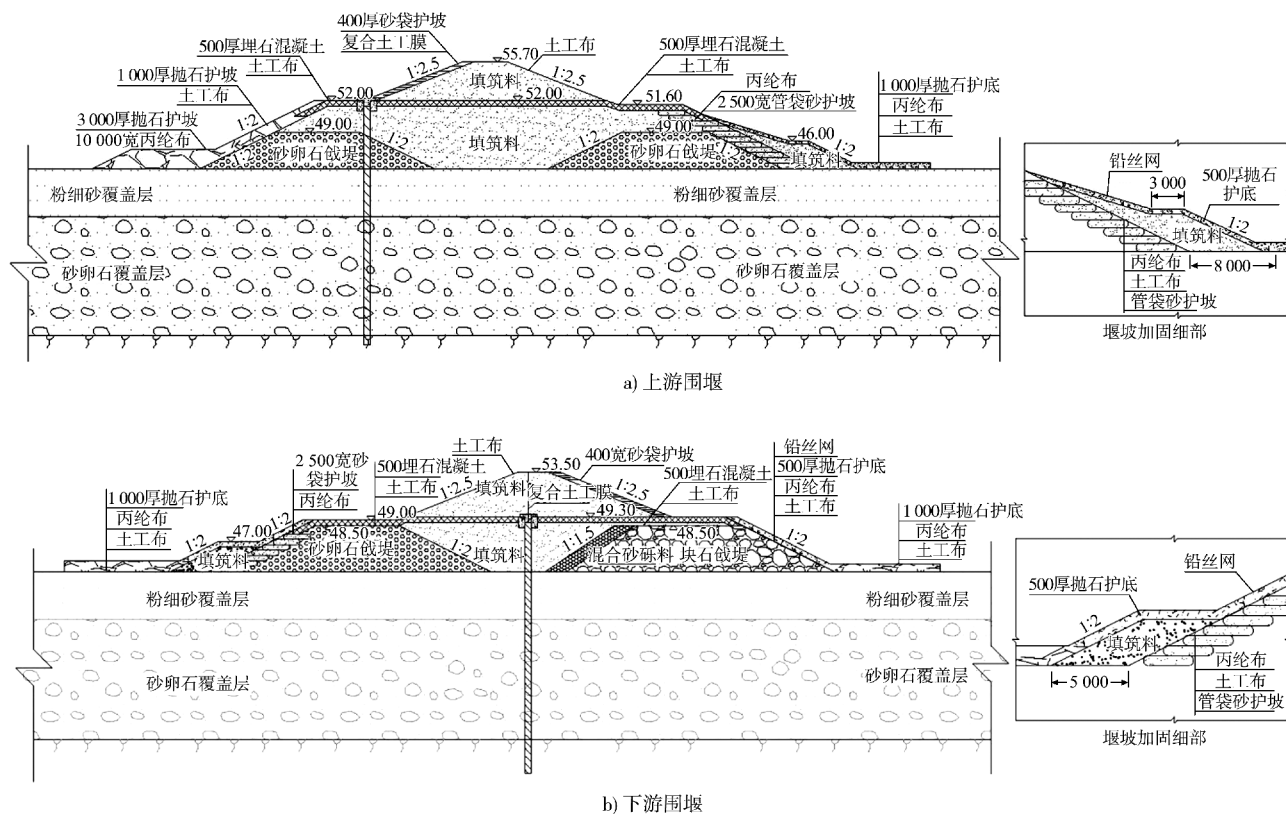 400厚砂袋护坡
复合土工膜
土工布
500厚埋石混凝土
土工布
500厚埋石混凝土
土工布
1 000厚抛石护坡
土工布
丙纶布
2 500宽管袋砂护坡
1 000厚抛石护底
丙纶布
土工布
3 000厚抛石护坡
10 000宽丙纶布
55.70
1:2.5
填筑料
1:2.5
52.00
52.00
51.60
1:2
49.00
1:2
砂卵石戗堤
1:2
填筑料
1:2
49.00
砂卵石戗堤
1:5
46.00
1:2
填筑料
粉细砂覆盖层
粉细砂覆盖层
砂卵石覆盖层
砂卵石覆盖层
铅丝网
3 000
500厚抛石
护底
1:2
填筑料
8 000
丙纶布
土工布
管袋砂护坡
堰坡加固细部
a) 上游围堰
土工布
53.50
400宽砂袋护坡
2 500宽砂
袋护坡
丙纶布
500埋石混凝土
土工布
1:2.5
填筑料
复合土工膜
1:2.5
500埋石混凝土
土工布
铅丝网
500厚抛石护底
丙纶布
土工布
1 000厚抛石护底
丙纶布
土工布
1 000厚抛石护底
丙纶布
土工布
49.00
49.30
47.00
1:2
1:2
填筑料
48.50
砂卵石戗堤
1:2
填筑料
1:1.5
48.50
混合砂砾料
块石戗堤
1:2
粉细砂覆盖层
粉细砂覆盖层
砂卵石覆盖层
砂卵石覆盖层
铅丝网
500厚抛石护底
1:2
填筑料
5 000
丙纶布
土工布
管袋砂护坡
堰坡加固细部
b) 下游围堰